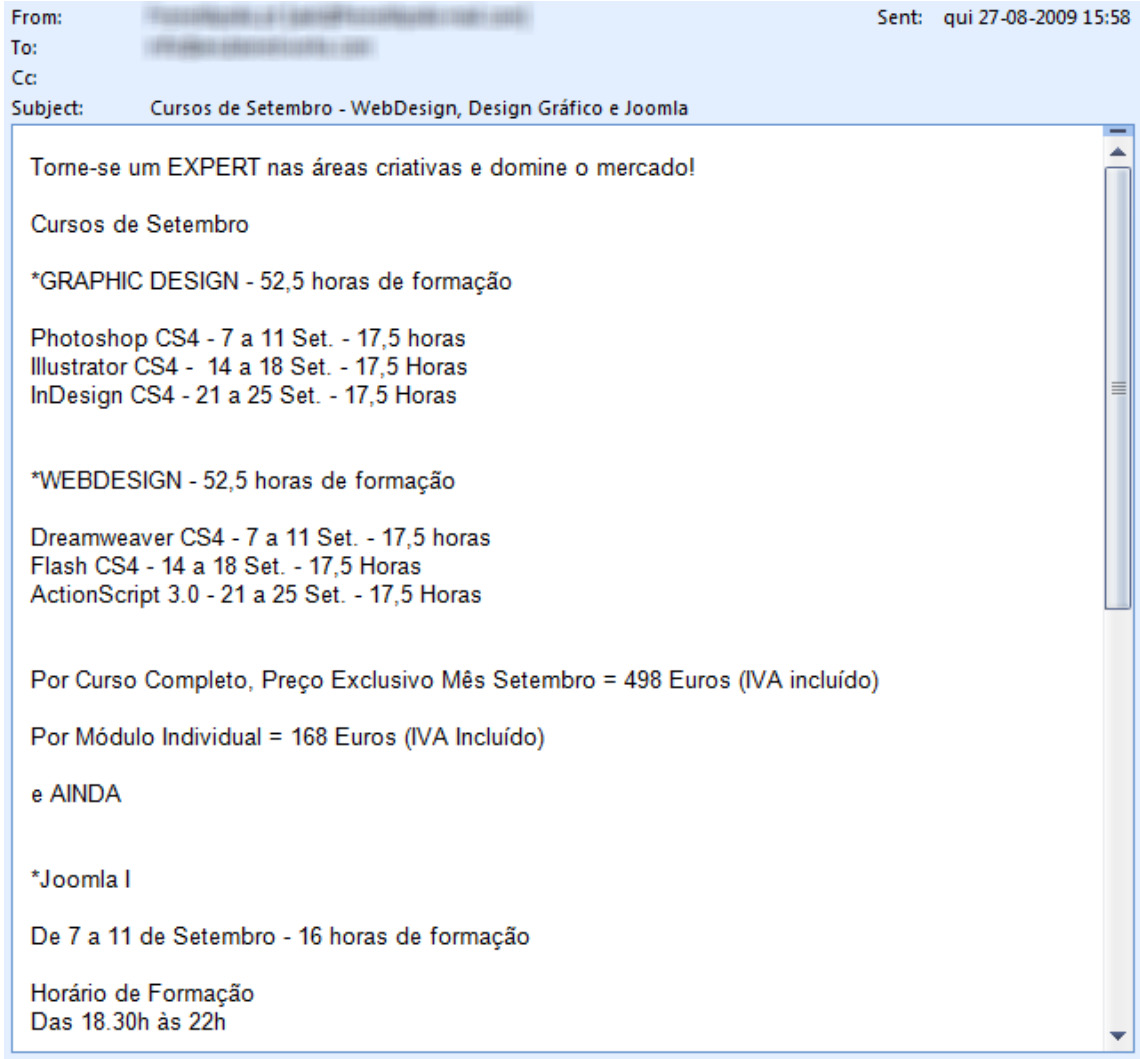 From:
Sent: qui 27-08-2009 15:58
To:
Cc:
Subject: Cursos de Setembro - WebDesign, Design Gráfico e Joomla
Torne-se um EXPERT nas áreas criativas e domine o mercado!
Cursos de Setembro
*GRAPHIC DESIGN - 52,5 horas de formação
Photoshop CS4 - 7 a 11 Set. - 17,5 horas
Illustrator CS4 -  14 a 18 Set. - 17,5 Horas
InDesign CS4 - 21 a 25 Set. - 17,5 Horas
*WEBDESIGN - 52,5 horas de formação
Dreamweaver CS4 - 7 a 11 Set. - 17,5 horas
Flash CS4 - 14 a 18 Set. - 17,5 Horas
ActionScript 3.0 - 21 a 25 Set. - 17,5 Horas
Por Curso Completo, Preço Exclusivo Mês Setembro = 498 Euros (IVA incluído)
Por Módulo Individual = 168 Euros (IVA Incluído)
e AINDA
*Joomla I
De 7 a 11 de Setembro - 16 horas de formação
Horário de Formação
Das 18.30h às 22h